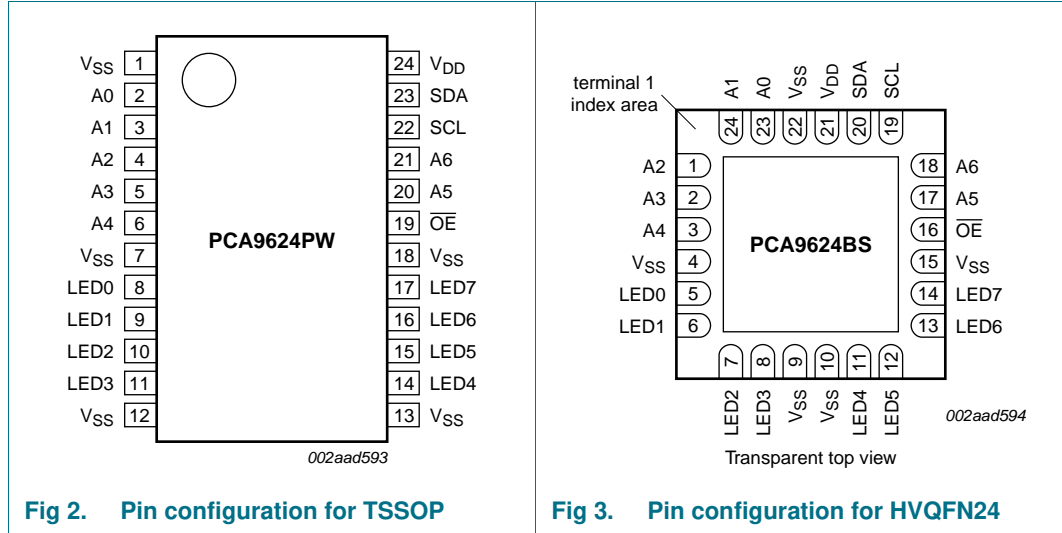 VSS 1
A0 2
A1 3
A2 4
A3 5
A4 6
VSS 7
LED0 8
LED1 9
LED2 10
LED3 11
VSS 12
PCA9624PW
24 VDD
23 SDA
22 SCL
21 A6
20 A5
19 OE
18 VSS
17 LED7
16 LED6
15 LED5
14 LED4
13 VSS
002aad593
Fig 2. Pin configuration for TSSOP
terminal 1
index area
A1 A0 VSS VDD SDA SCL
24 23 22 21 20 19
A2 1
A3 2
A4 3
VSS 4
LED0 5
LED1 6
PCA9624BS
18 A6
17 A5
16 OE
15 VSS
14 LED7
13 LED6
7 8 9 10 11 12
LED2 LED3 VSS VSS LED4 LED5
002aad594
Transparent top view
Fig 3. Pin configuration for HVQFN24